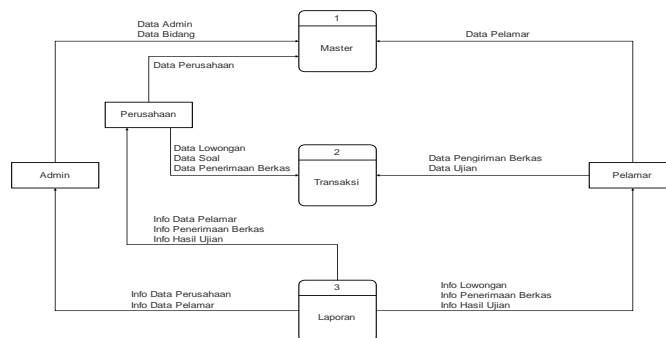 Data Admin
Data Bidang
1
Master
Data Pelamar
Data Perusahaan
Perusahaan
Data Lowongan
Data Soal
Data Penerimaan Berkas
2
Transaksi
Data Pengiriman Berkas
Data Ujian
Admin
Pelamar
Info Data Pelamar
Info Penerimaan Berkas
Info Hasil Ujian
Info Data Perusahaan
Info Data Pelamar
3
Laporan
Info Lowongan
Info Penerimaan Berkas
Info Hasil Ujian